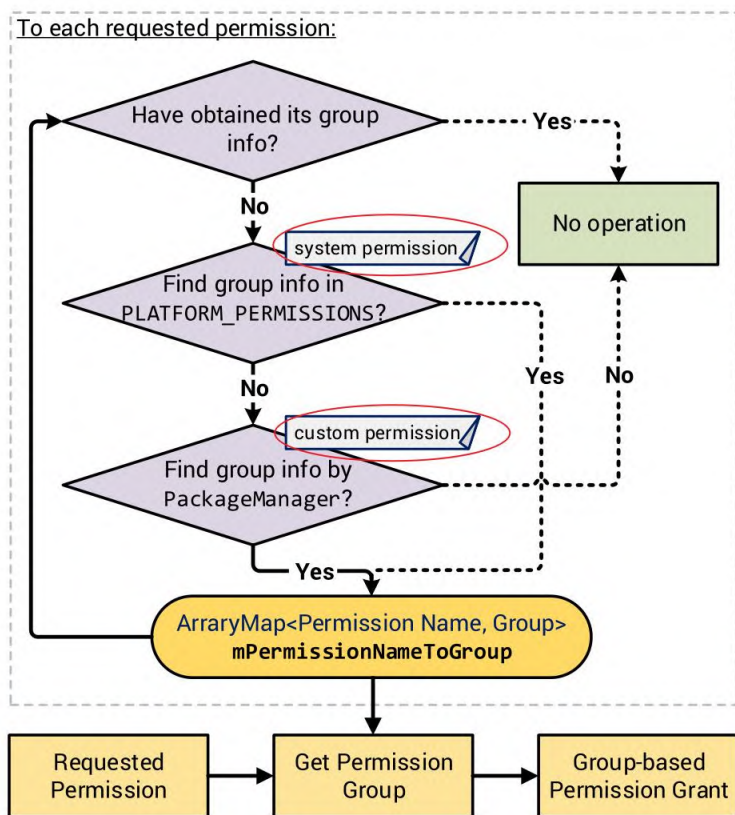 To each requested permission:
Have obtained its group
info?
Yes
No operation
No
system permission
Find group info in
PLATFORM_PERMISSIONS?
Yes
No
No
custom permission
Find group info by
PackageManager?
Yes
ArraryMap<Permission Name, Group>
mPermissionNameToGroup
Requested
Permission
Get Permission
Group
Group-based
Permission Grant